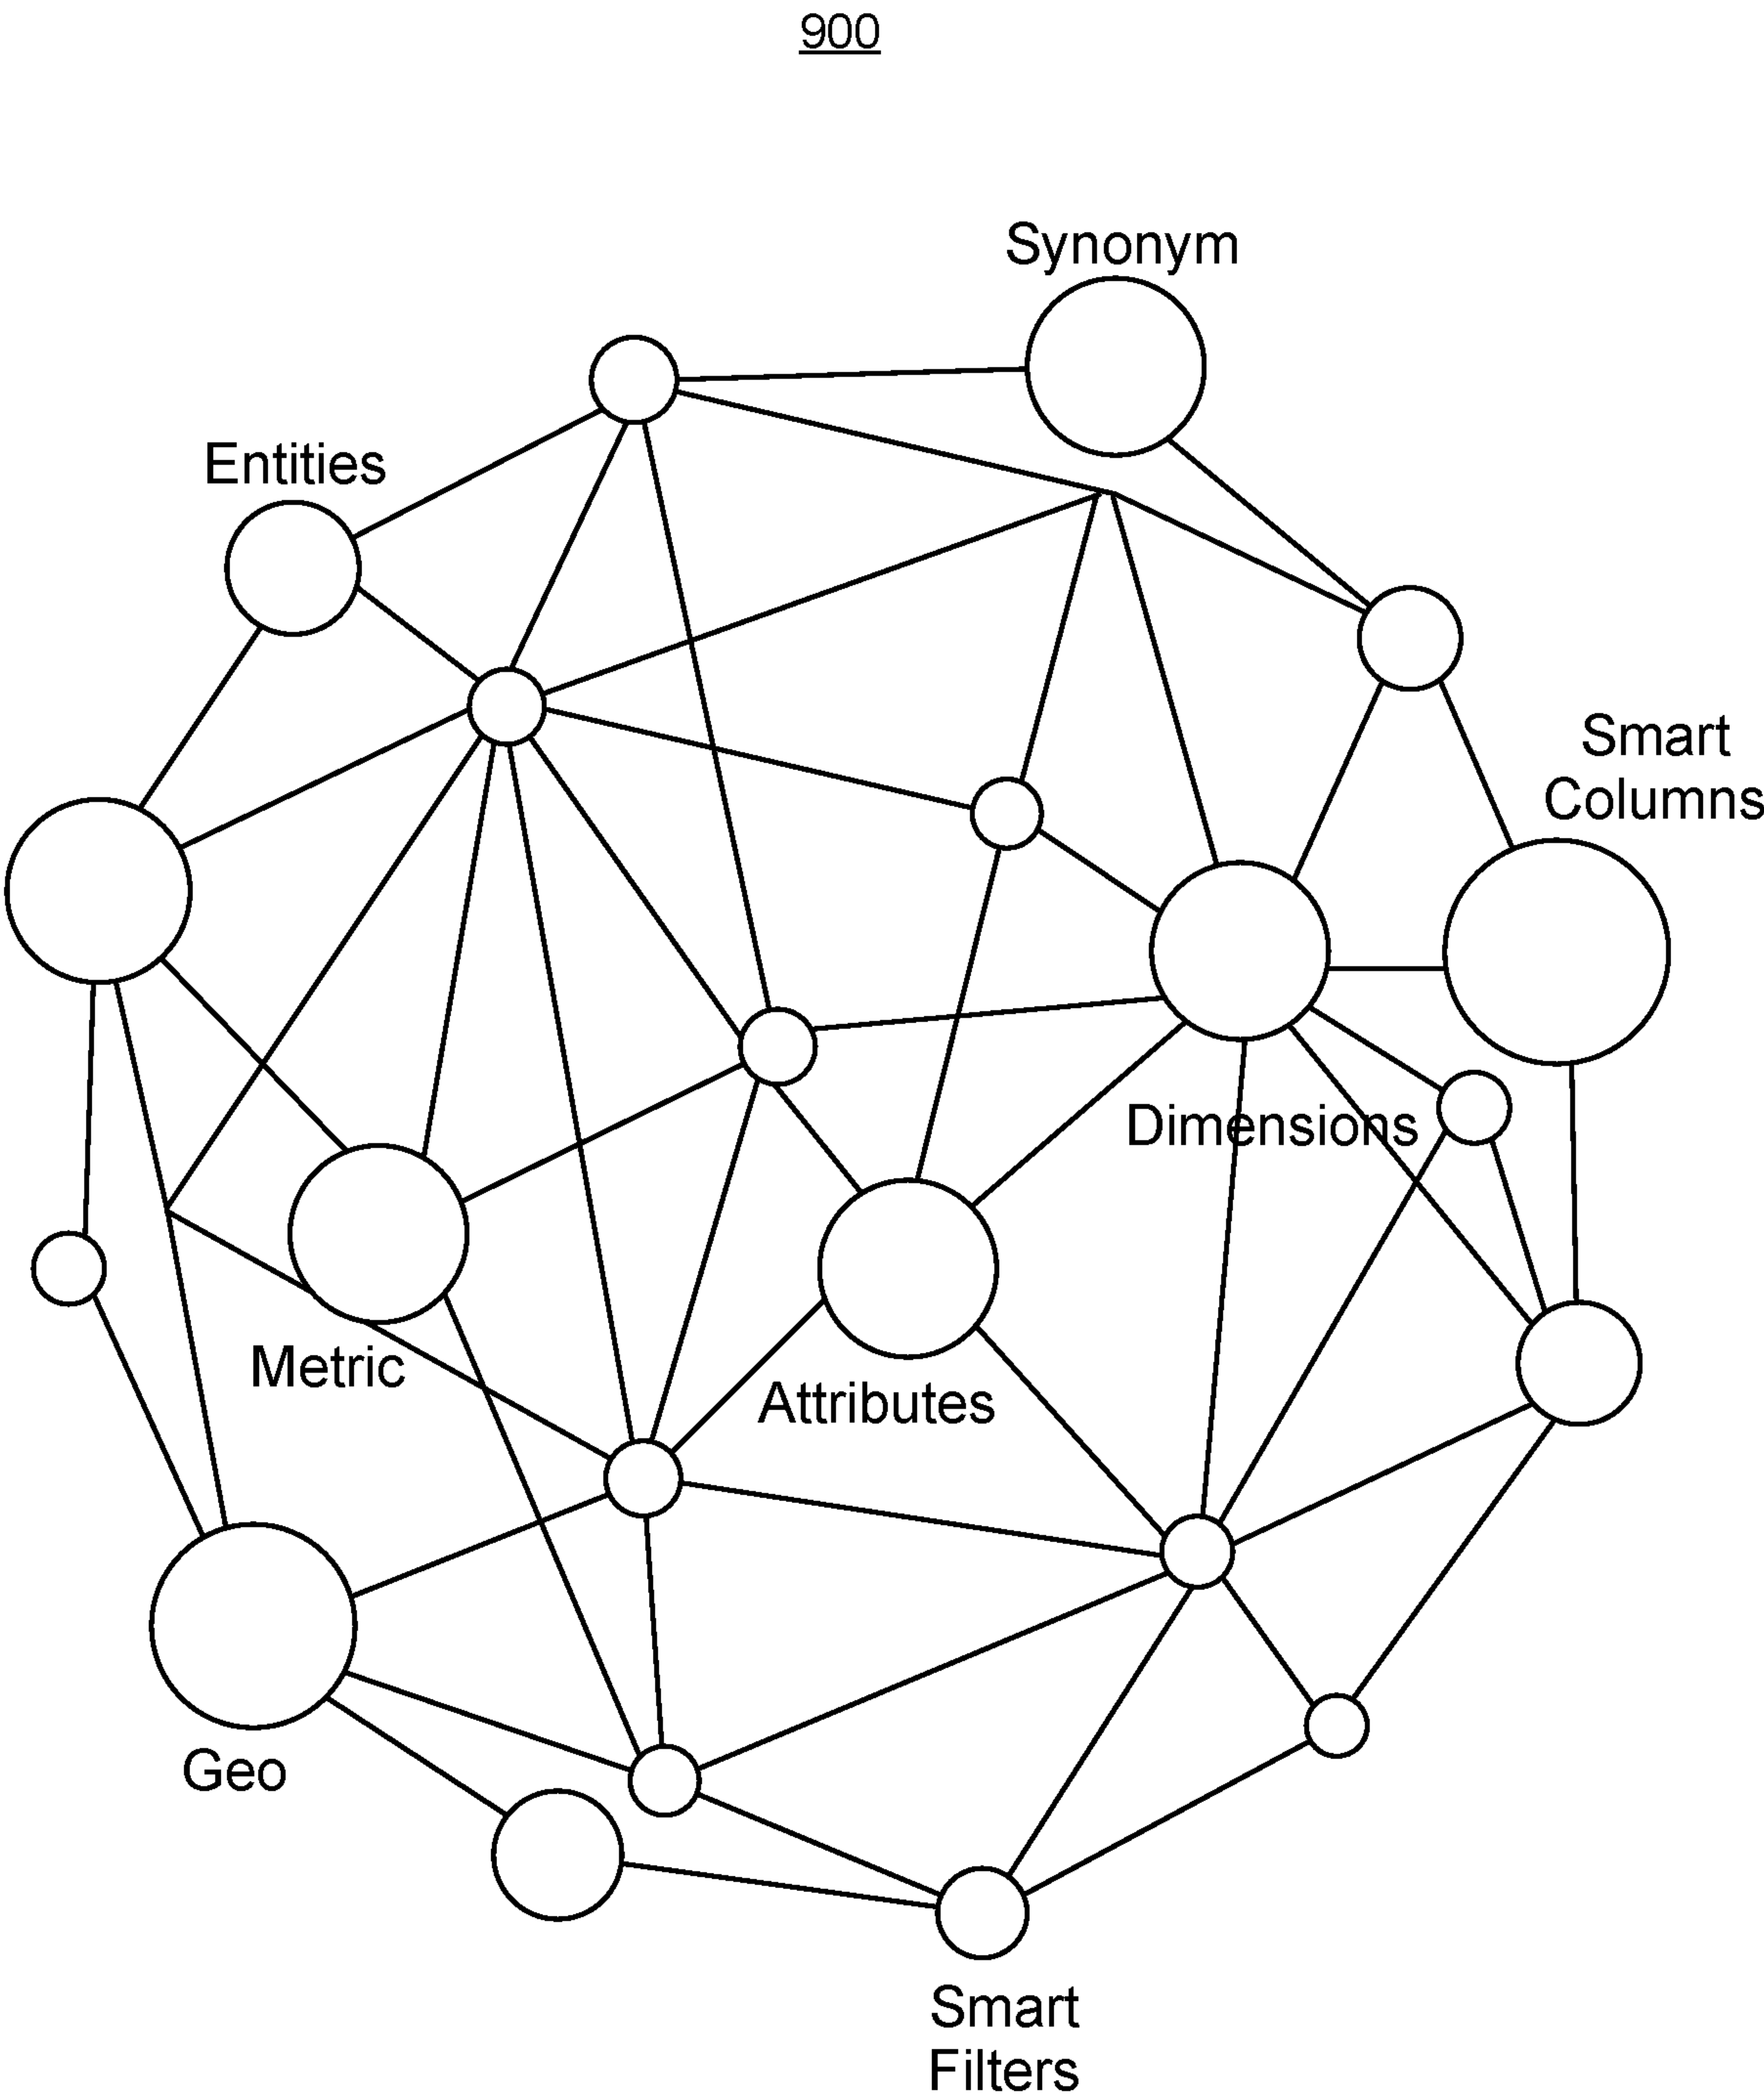 900
Synonym
Entities
Smart
Columns
Dimensions
Metric
Attributes
Geo
Smart
Filters